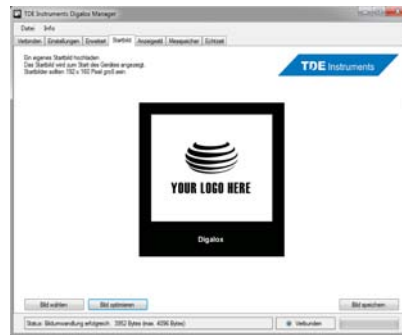 TDE Instruments Digalox Manager
Datei Info
Verbinden Einstellungen Erweitert Startbild Anzeigeeld Messspeicher Echtzeit
Ein eigenes Startbild hochladen
Das Startbild wird zum Start des Gerätes angezeigt.
Startbilder sollten 192 x 160 Pixel groß sein.
TDE Instruments
YOUR LOGO HERE
Digalox
Bild wählen Bild optimieren Bild speichern
Status: Bildumwandlung erfolgreich 3952 Bytes (max. 4096 Bytes) Verbunden